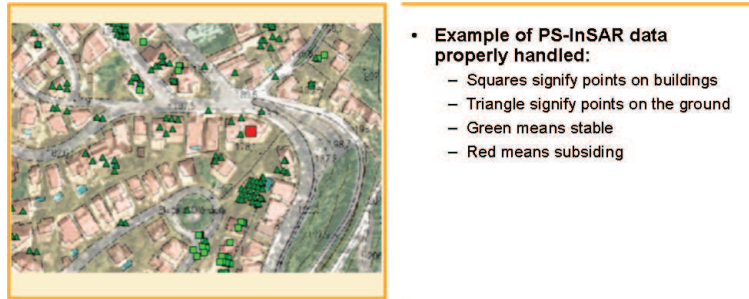 • Example of PS-InSAR data
properly handled:
– Squares signify points on buildings
– Triangle signify points on the ground
– Green means stable
– Red means subsiding